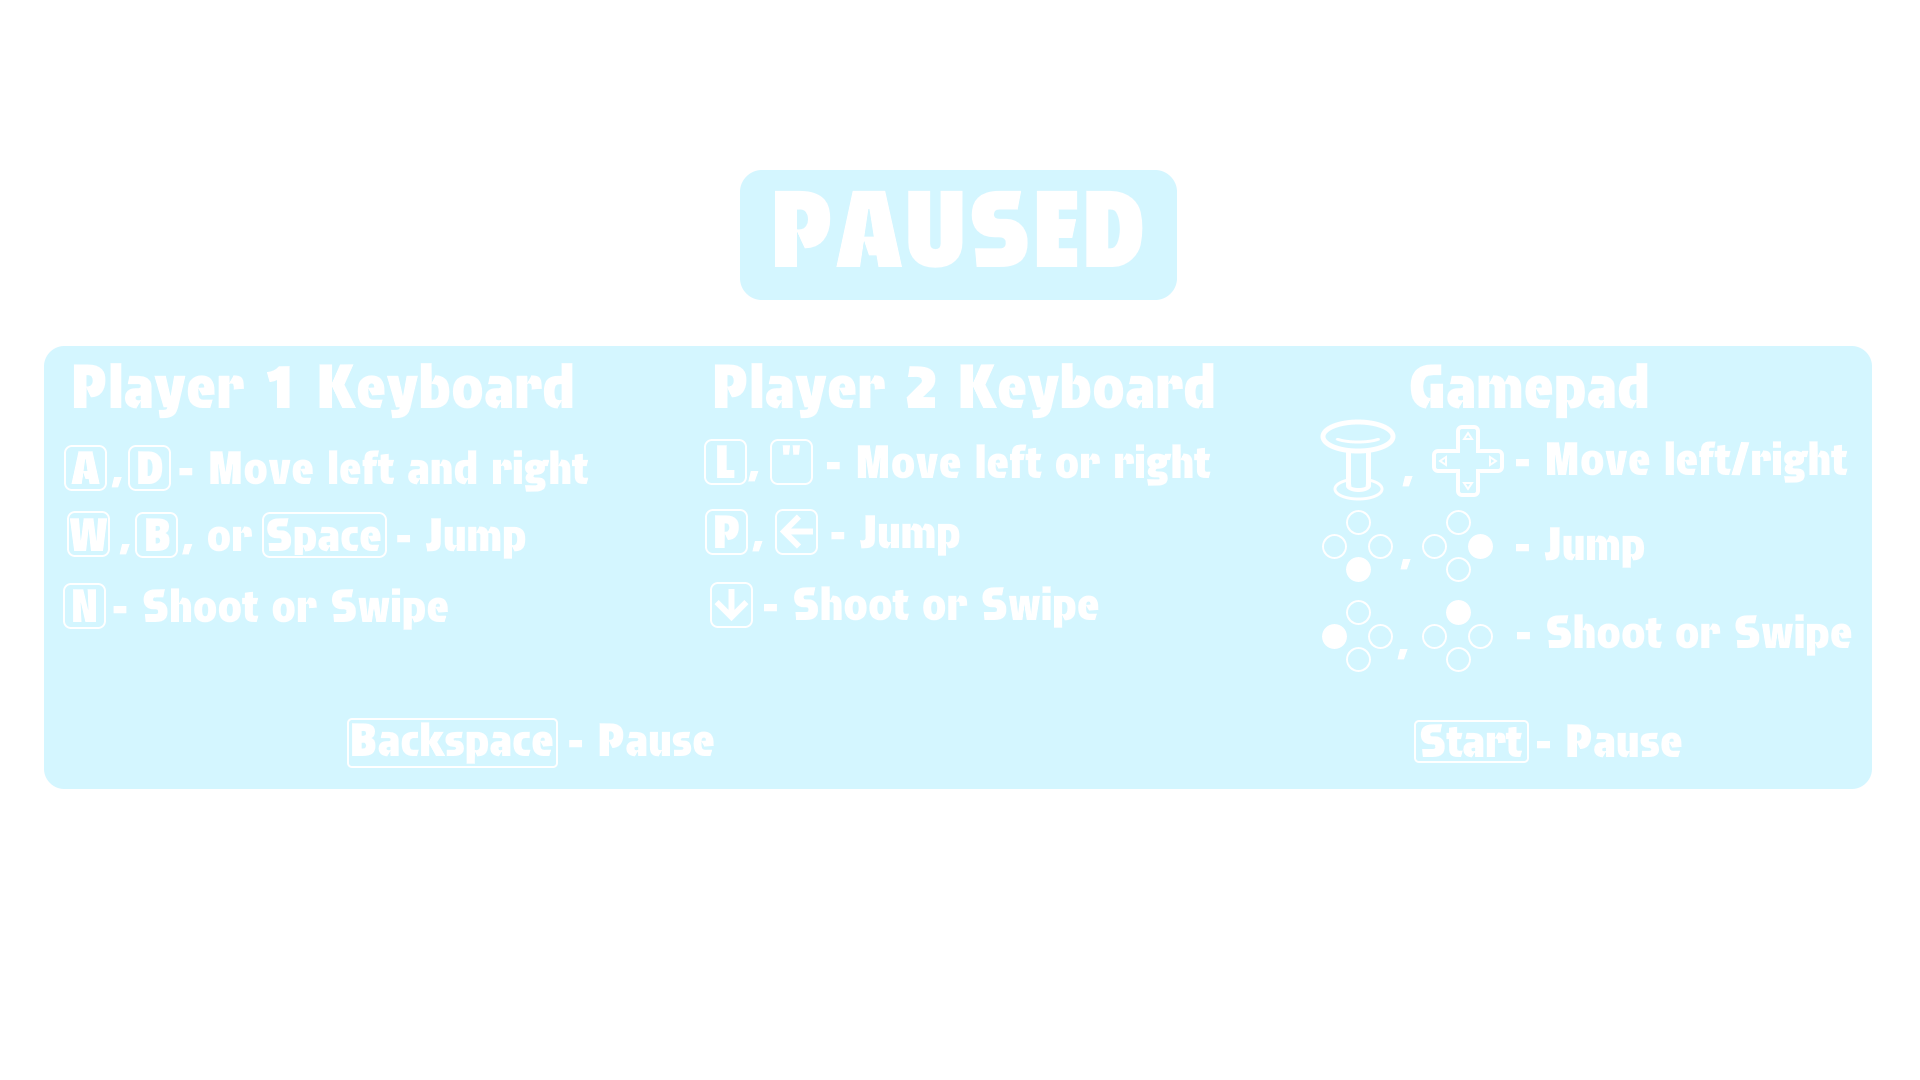 PAUSED
Player 1 Keyboard
A, D - Move left and right
W, B, or Space - Jump
N - Shoot or Swipe
Player 2 Keyboard
L, " - Move left or right
P, ← - Jump
↓ - Shoot or Swipe
Backspace - Pause
Gamepad
, - Move left/right
, - Jump
, - Shoot or Swipe
Start - Pause